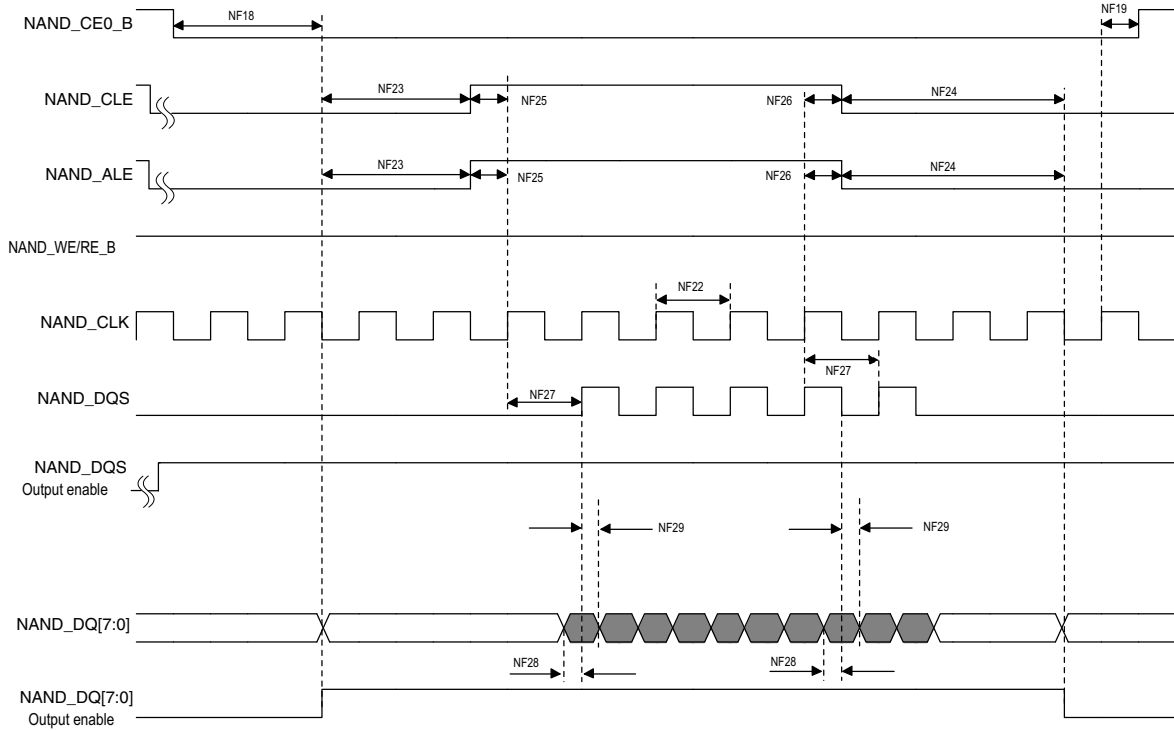 NAND_CE0_B
NF18
NF19
NAND_CLE
NF23
NF25
NF26
NF24
NAND_ALE
NF23
NF25
NF26
NF24
NAND_WE/RE_B
NAND_CLK
NF22
NAND_DQS
NF27
NF27
NAND_DQS
Output enable
NF29
NF29
NAND_DQ[7:0]
NF28
NF28
NAND_DQ[7:0]
Output enable